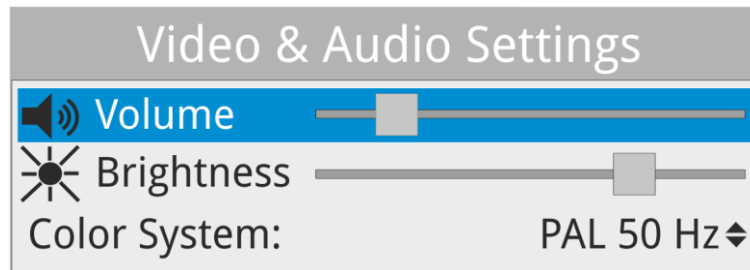 Video & Audio Settings
Volume
Brightness
Color System: PAL 50 Hz